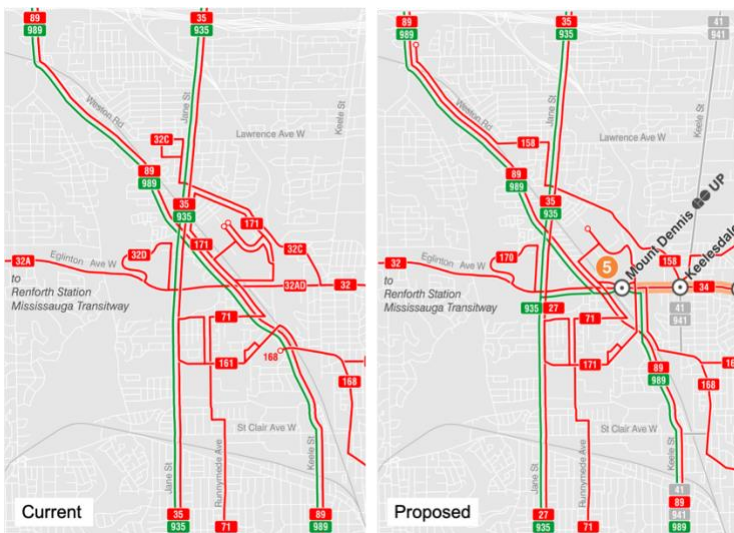 89
989
35
935
Weston Rd
Jane St
Keele St
Lawrence Ave W
32C
89
989
35
935
171
171
32C
32A
Eglinton Ave W
32D
32AD
32
to
Renforth Station
Mississauga Transitway
71
161
168
168
St Clair Ave W
Jane St
Runnymede Ave
Keele St
35
935
71
89
989
Current
89
989
35
935
41
941
Weston Rd
Jane St
Keele St
Lawrence Ave W
158
89
989
35
935
Mount Dennis UP
Keelesdale
158
32
Eglinton Ave W
170
5
34
to
Renforth Station
Mississauga Transitway
935
27
71
41
941
171
89
989
168
St Clair Ave W
Jane St
Runnymede Ave
27
935
71
41
89
941
989
Proposed